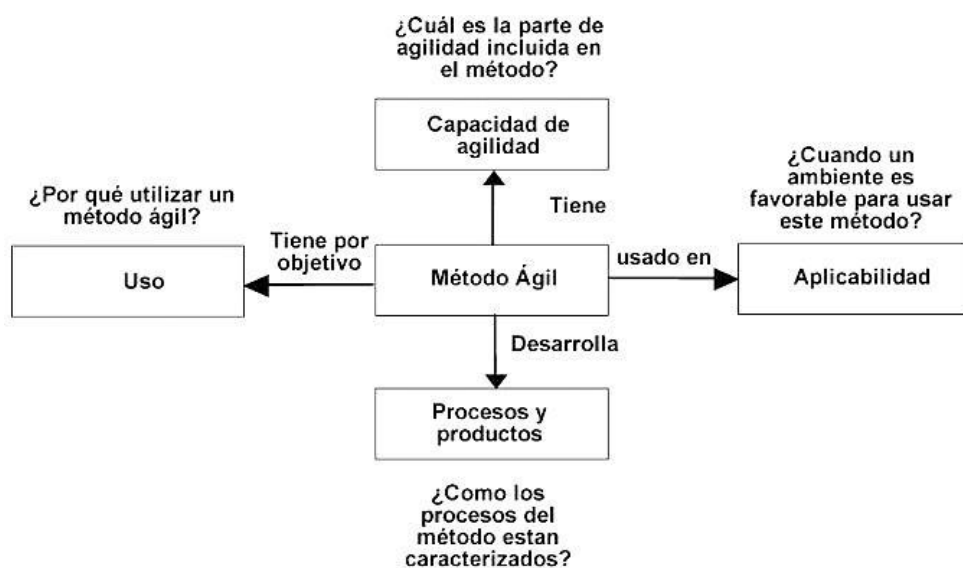 ¿Cuál es la parte de
agilidad incluida en
el método?
Capacidad de
agilidad
¿Cuando un
ambiente es
favorable para usar
este método?
¿Por qué utilizar un
método ágil?
Tiene
Tiene por
objetivo
usado en
Uso
Método Ágil
Aplicabilidad
Desarrolla
Procesos y
productos
¿Como los
procesos del
método estan
caracterizados?